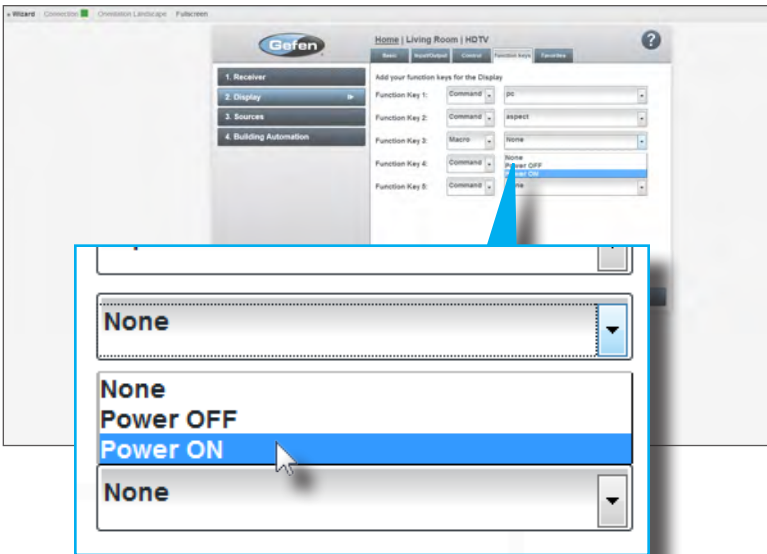 » Wizard Connection Orientation Landscape Fullscreen
Gefen
Home | Living Room | HDTV
?
Basic Input/Output Control Function keys Favorites
1. Receiver
2. Display
3. Sources
4. Building Automation
Add your function keys for the Display
Function Key 1: Command pc
Function Key 2: Command aspect
Function Key 3: Macro None
None
Power OFF
Power ON
Function Key 4: Command
Function Key 5: Command None
None
None
Power OFF
Power ON
None